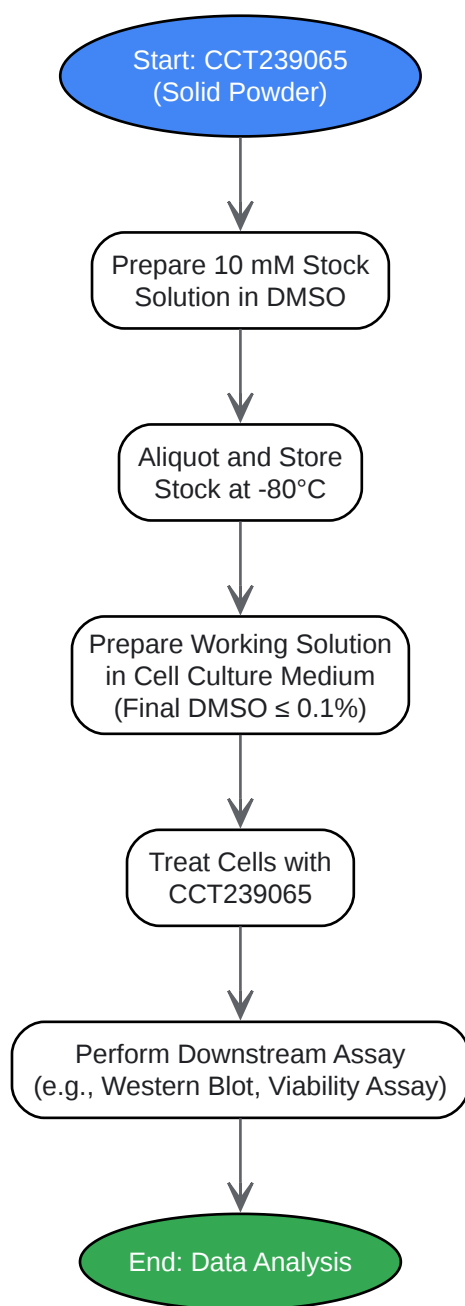 Start: CCT239065
(Solid Powder)
Prepare 10 mM Stock
Solution in DMSO
Aliquot and Store
Stock at -80°C
Prepare Working Solution
in Cell Culture Medium
(Final DMSO ≤ 0.1%)
Treat Cells with
CCT239065
Perform Downstream Assay
(e.g., Western Blot, Viability Assay)
End: Data Analysis